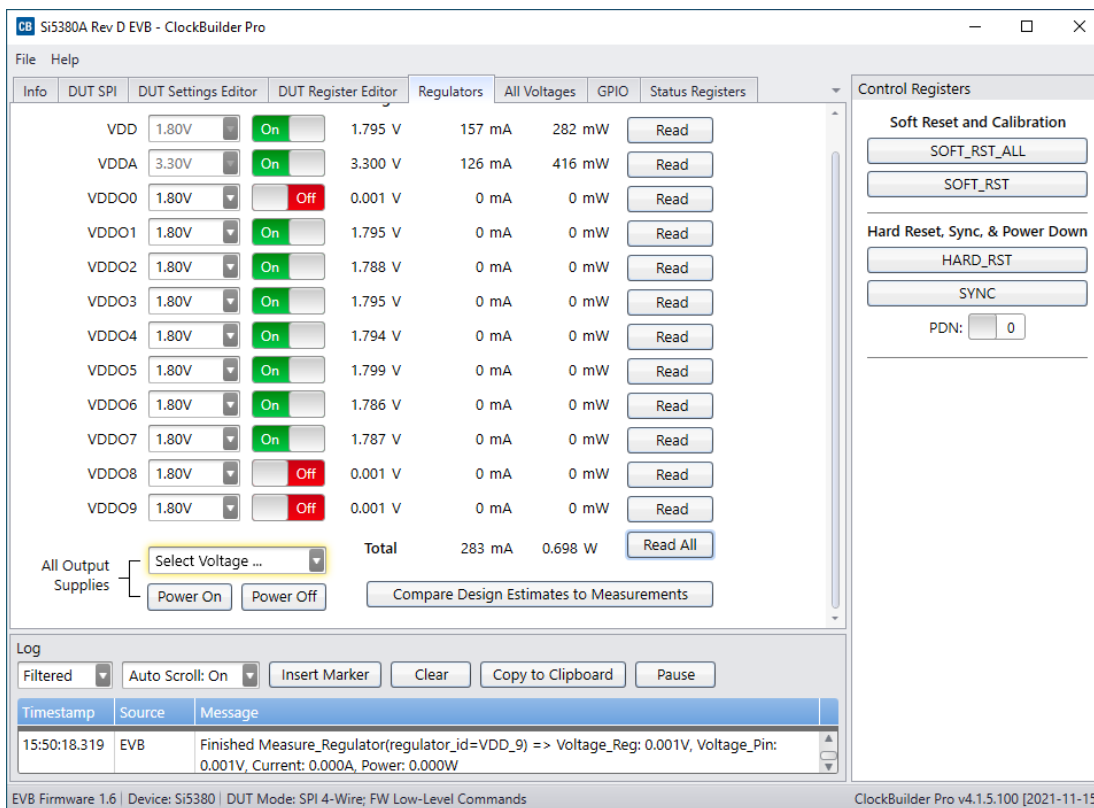 CB Si5380A Rev D EVB - ClockBuilder Pro
File Help
Info DUT SPI DUT Settings Editor DUT Register Editor Regulators All Voltages GPIO Status Registers
VDD 1.80V On 1.795 V 157 mA 282 mW Read
VDDA 3.30V On 3.300 V 126 mA 416 mW Read
VDDO0 1.80V Off 0.001 V 0 mA 0 mW Read
VDDO1 1.80V On 1.795 V 0 mA 0 mW Read
VDDO2 1.80V On 1.788 V 0 mA 0 mW Read
VDDO3 1.80V On 1.795 V 0 mA 0 mW Read
VDDO4 1.80V On 1.794 V 0 mA 0 mW Read
VDDO5 1.80V On 1.799 V 0 mA 0 mW Read
VDDO6 1.80V On 1.786 V 0 mA 0 mW Read
VDDO7 1.80V On 1.787 V 0 mA 0 mW Read
VDDO8 1.80V Off 0.001 V 0 mA 0 mW Read
VDDO9 1.80V Off 0.001 V 0 mA 0 mW Read
Total 283 mA 0.698 W Read All
All Output Supplies
Select Voltage ...
Power On Power Off
Compare Design Estimates to Measurements
Control Registers
Soft Reset and Calibration
SOFT_RST_ALL
SOFT_RST
Hard Reset, Sync, & Power Down
HARD_RST
SYNC
PDN: 0
Log
Filtered Auto Scroll: On Insert Marker Clear Copy to Clipboard Pause
Timestamp Source Message
15:50:18.319 EVB Finished Measure_Regulator(regulator_id=VDD_9) => Voltage_Reg: 0.001V, Voltage_Pin:
0.001V, Current: 0.000A, Power: 0.000W
EVB Firmware 1.6 Device: Si5380 DUT Mode: SPI 4-Wire; FW Low-Level Commands ClockBuilder Pro v4.1.5.100 [2021-11-15